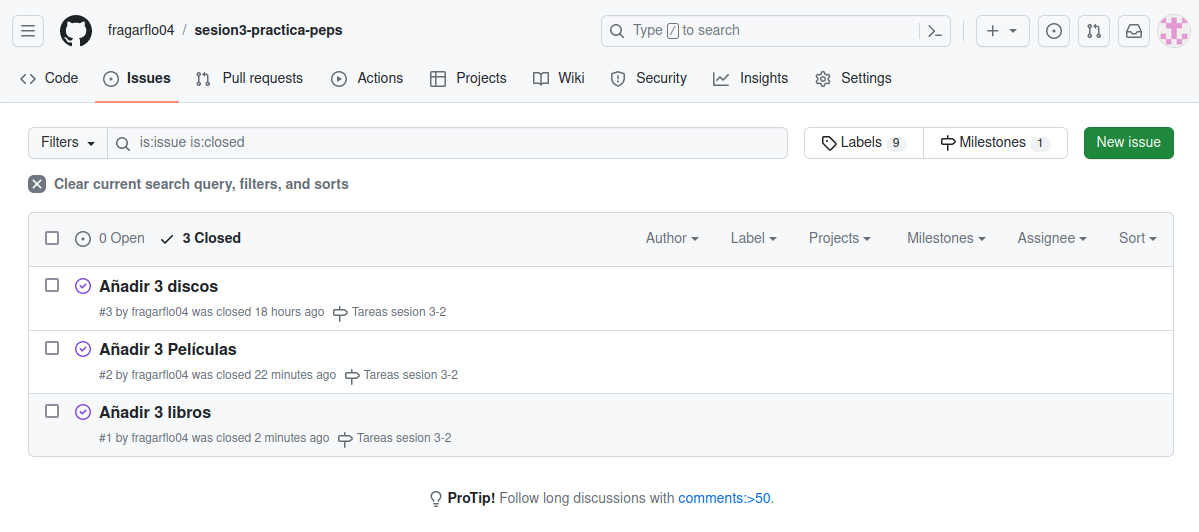 fragarflo04 / sesion3-practica-peps Type / to search
Code Issues Pull requests Actions Projects Wiki Security Insights Settings
Filters is:issue is:closed Labels 9 Milestones 1 New issue
Clear current search query, filters, and sorts
0 Open 3 Closed Author Label Projects Milestones Assignee Sort
Añadir 3 discos
#3 by fragarflo04 was closed 18 hours ago Tareas sesion 3-2
Añadir 3 Películas
#2 by fragarflo04 was closed 22 minutes ago Tareas sesion 3-2
Añadir 3 libros
#1 by fragarflo04 was closed 2 minutes ago Tareas sesion 3-2
ProTip! Follow long discussions with comments:>50.